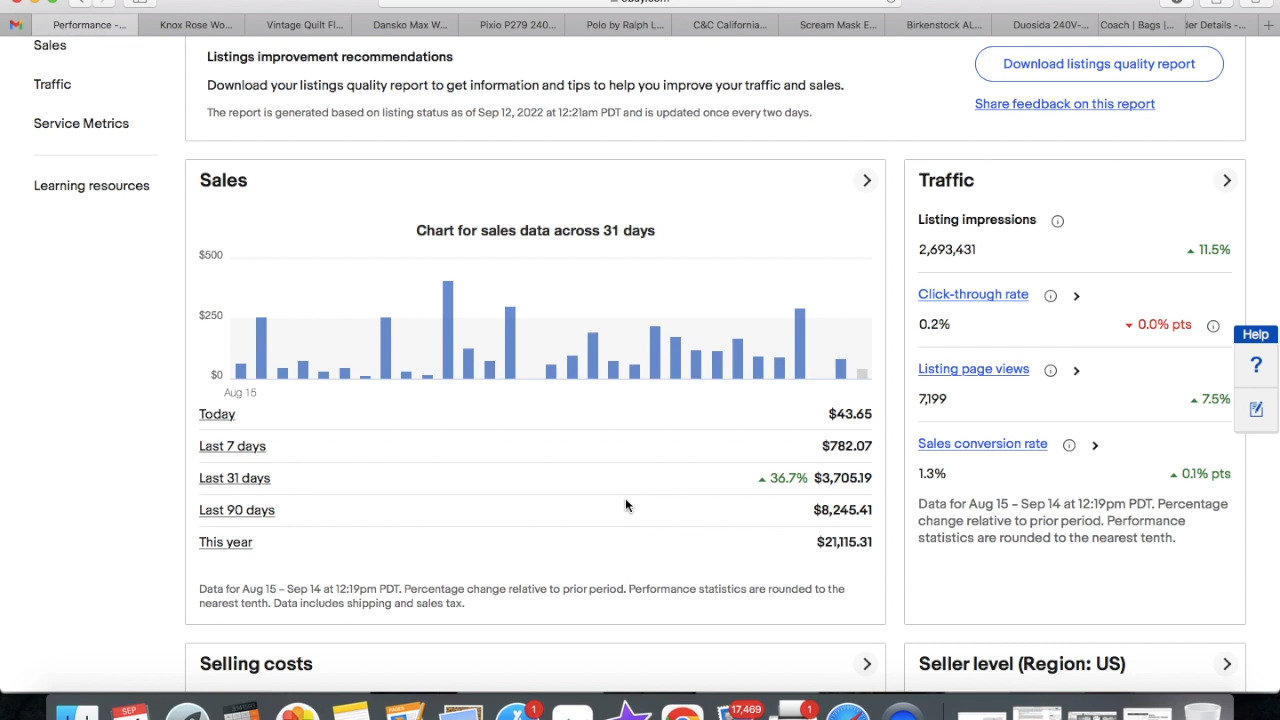 Performance -...
Knox Rose Wo...
Vintage Quilt Fl...
Dansko Max W...
Pixio P279 240...
Polo by Ralph L...
C&C California...
Scream Mask E...
Birkenstock AL...
Duosida 240V-...
Coach | Bags |...
ler Details -...
Sales
Traffic
Service Metrics
Learning resources
Listings improvement recommendations
Download your listings quality report to get information and tips to help you improve your traffic and sales.
The report is generated based on listing status as of Sep 12, 2022 at 12:21am PDT and is updated once every two days.
Download listings quality report
Share feedback on this report
Sales
Chart for sales data across 31 days
$500
$250
$0
Aug 15
Today $43.65
Last 7 days $782.07
Last 31 days 36.7% $3,705.19
Last 90 days $8,245.41
This year $21,115.31
Data for Aug 15 – Sep 14 at 12:19pm PDT. Percentage change relative to prior period. Performance statistics are rounded to the
nearest tenth. Data includes shipping and sales tax.
Traffic
Listing impressions
2,693,431 11.5%
Click-through rate
0.2% 0.0% pts
Listing page views
7,199 7.5%
Sales conversion rate
1.3% 0.1% pts
Data for Aug 15 – Sep 14 at 12:19pm PDT. Percentage
change relative to prior period. Performance
statistics are rounded to the nearest tenth.
Help
?
Selling costs
Seller level (Region: US)
SEP
PAGES
1
17,469
1